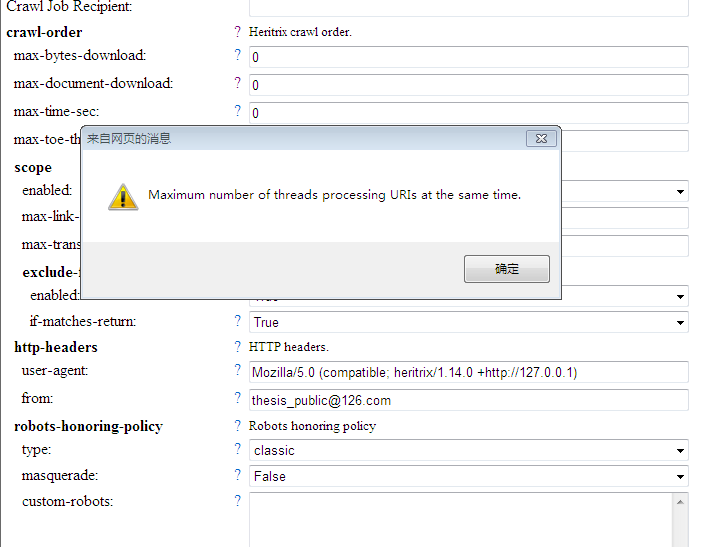 Crawl Job Recipient:
crawl-order ? Heritrix crawl order.
max-bytes-download: ? 0
max-document-download: ? 0
max-time-sec: ? 0
max-toe-th
来自网页的消息
scope
enabled:
Maximum number of threads processing URIs at the same time.
max-link-
max-trans
确定
exclude-
enabled:
if-matches-return: ? True
http-headers ? HTTP headers.
user-agent: ? Mozilla/5.0 (compatible; heritrix/1.14.0 +http://127.0.0.1)
from: ? thesis_public@126.com
robots-honoring-policy ? Robots honoring policy
type: ? classic
masquerade: ? False
custom-robots: ?